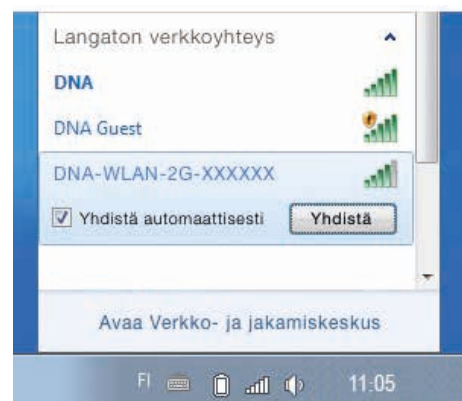 Langaton verkkoyhteys
DNA
DNA Guest
DNA-WLAN-2G-XXXXXX
Yhdistä automaattisesti Yhdistä
Avaa Verkko- ja jakamiskeskus
FI 11:05